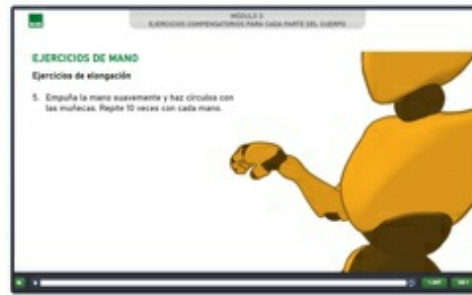 MÓDULO 3
EJERCICIOS COMPENSATORIOS PARA CADA PARTE DEL CUERPO
EJERCICIOS DE MANO
Ejercicios de elongación
5. Empuña la mano suavemente y haz círculos con
las muñecas. Repite 10 veces con cada mano.